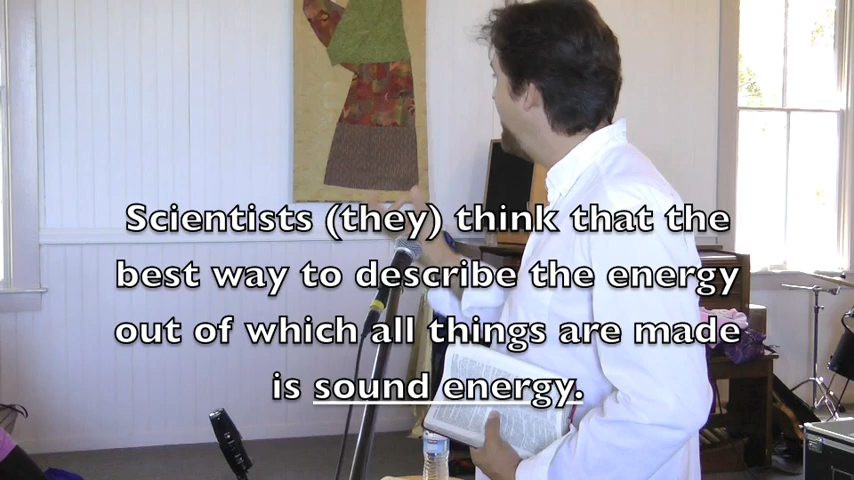 Scientists (they) think that the
best way to describe the energy
out of which all things are made
is sound energy.